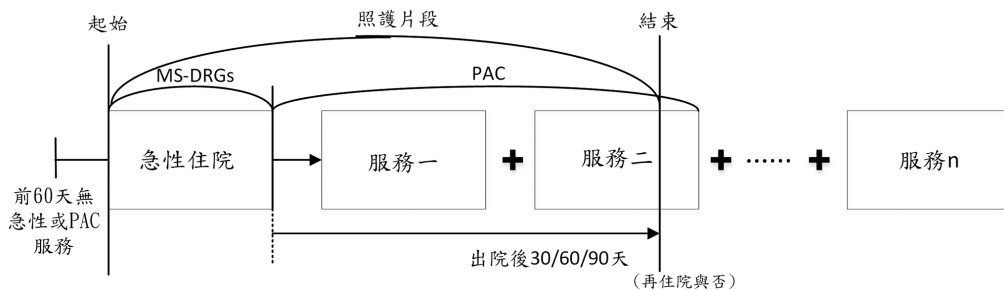 照護片段
起始
結束
MS-DRGs
PAC
急性住院
服務一
服務二
……
服務n
前60天無
急性或PAC
服務
出院後30/60/90天
(再住院與否)